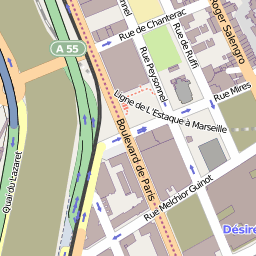 Rue de Chanterac
Roger Salengro
A 55
Rue Peyssonnel
Rue de Ruffi
Ligne de L'Estaque à Marseille
Rue Mires
Boulevard de Paris
Quai du Lazaret
Rue Melchior Guinot
Désire